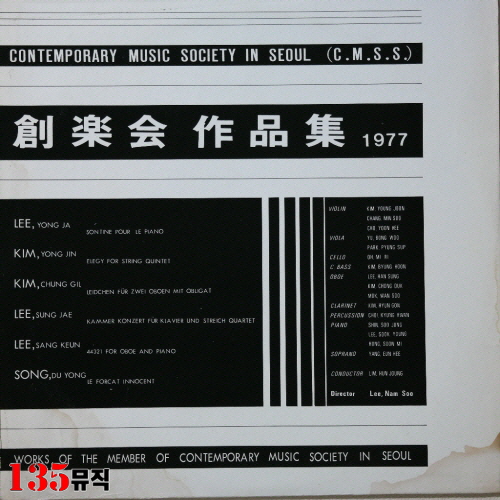 CONTEMPORARY MUSIC SOCIETY IN SEOUL (C.M.S.S.)
創楽会 作品集 1977
LEE, YONG JA SONTINE POUR LE PIANO
KIM, YONG JIN ELEGY FOR STRING QUINTET
KIM, CHUNG GIL LEIDCHEN FÜR ZWEI OBOEN MIT OBLIGAT
LEE, SUNG JAE KAMMER KONZERT FÜR KLAVIER UND STREICH QUARTET
LEE, SANG KEUN 44321 FOR OBOE AND PIANO
SONG, DU YONG LE FORCAT INNOCENT
VIOLIN KIM, YOUNG JOON
CHANG MIN SOO
CHO, YOON HEE
VIOLA YU, BONG WOO
PARK, PYUNG SUP
CELLO OH, MI RI
C. BASS KIM, BYUNG HOON
OBOE LEE, HAN SUNG
KIM, CHONG DUK
MOK, WAN SOO
CLARINET KIM, HYUN GON
PERCUSSION CHOI, KYUNG HWAN
PIANO SHIN, SOO JUNG
LEE, SOOK, YOUNG
HONG, SOON MI
SOPRANO YANG, EUN HEE
CONDUCTOR LIM, HUN JOUNG
Director Lee, Nam Soo
WORKS OF THE MEMBER OF CONTEMPORARY MUSIC SOCIETY IN SEOUL
135뮤직